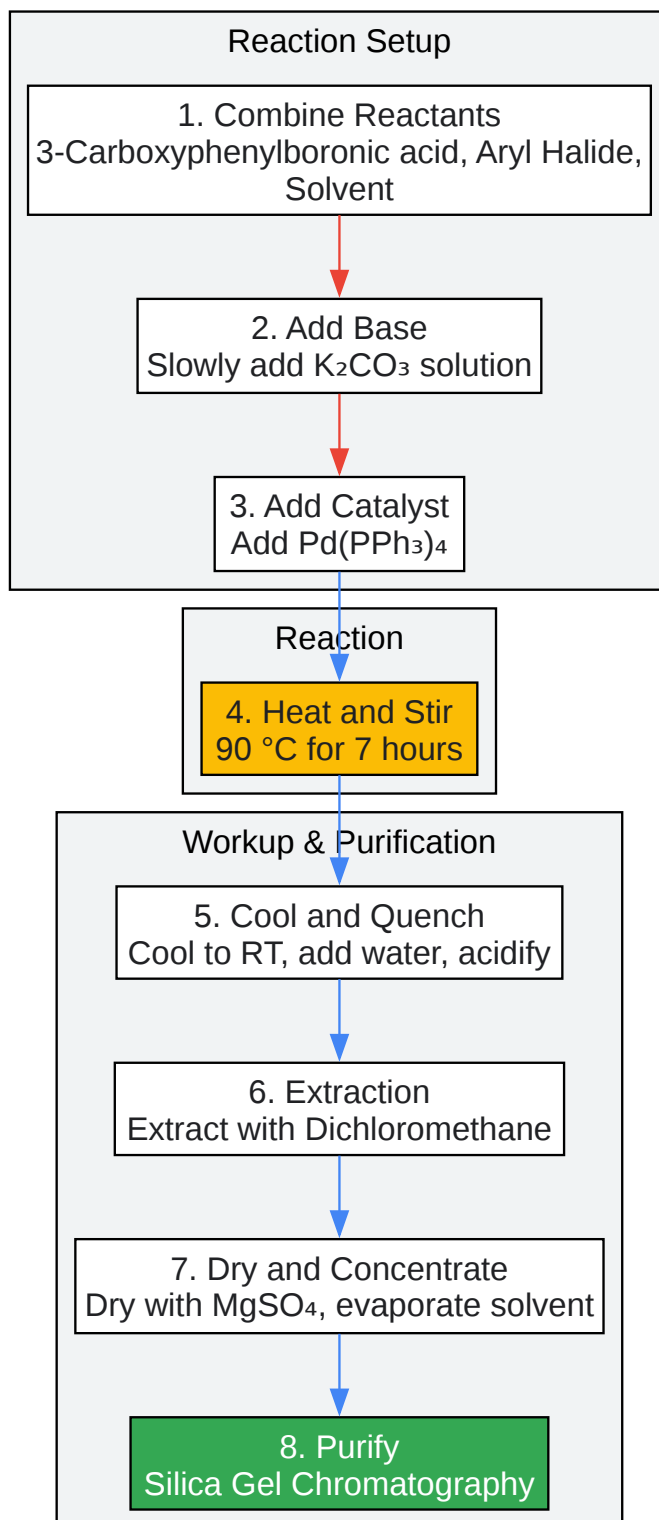 Reaction Setup
1. Combine Reactants
3-Carboxyphenylboronic acid, Aryl Halide,
Solvent
2. Add Base
Slowly add K₂CO₃ solution
3. Add Catalyst
Add Pd(PPh₃)₄
Reaction
4. Heat and Stir
90 °C for 7 hours
Workup & Purification
5. Cool and Quench
Cool to RT, add water, acidify
6. Extraction
Extract with Dichloromethane
7. Dry and Concentrate
Dry with MgSO₄, evaporate solvent
8. Purify
Silica Gel Chromatography